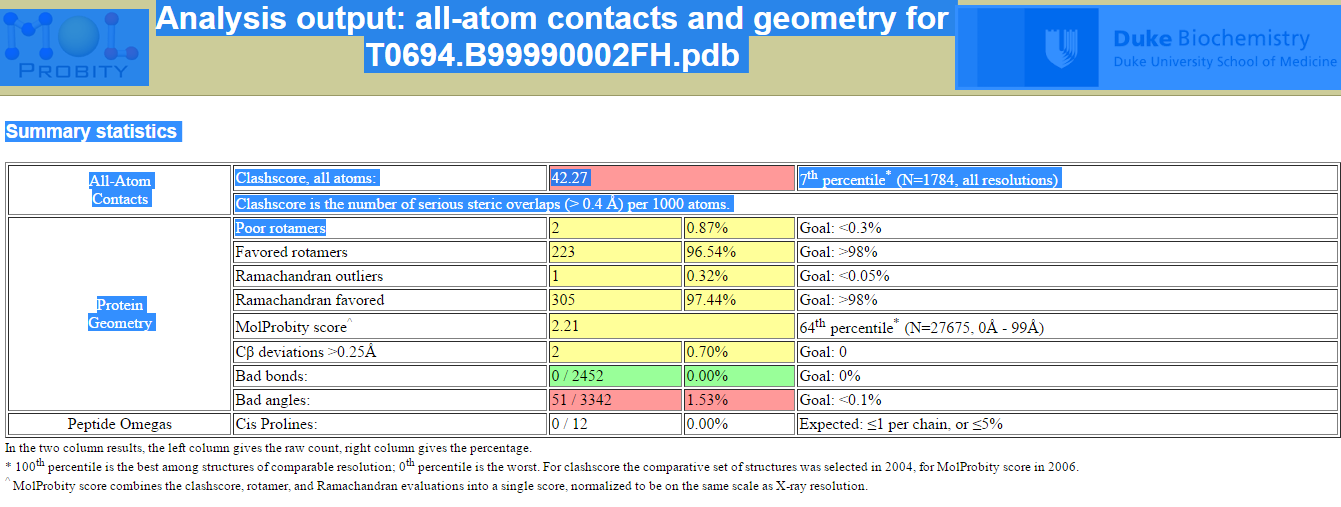 MOL
PROBITY
Analysis output: all-atom contacts and geometry for
T0694.B99990002FH.pdb
Duke Biochemistry
Duke University School of Medicine
Summary statistics
All-Atom
Contacts
Clashscore, all atoms: 42.27 7th percentile* (N=1784, all resolutions)
Clashscore is the number of serious steric overlaps (> 0.4 Å) per 1000 atoms.
Protein
Geometry
Poor rotamers 2 0.87% Goal: <0.3%
Favored rotamers 223 96.54% Goal: >98%
Ramachandran outliers 1 0.32% Goal: <0.05%
Ramachandran favored 305 97.44% Goal: >98%
MolProbity score^ 2.21 64th percentile* (N=27675, 0Å - 99Å)
Cβ deviations >0.25Å 2 0.70% Goal: 0
Bad bonds: 0 / 2452 0.00% Goal: 0%
Bad angles: 51 / 3342 1.53% Goal: <0.1%
Peptide Omegas Cis Prolines: 0 / 12 0.00% Expected: ≤1 per chain, or ≤5%
In the two column results, the left column gives the raw count, right column gives the percentage.
* 100th percentile is the best among structures of comparable resolution; 0th percentile is the worst. For clashscore the comparative set of structures was selected in 2004, for MolProbity score in 2006.
^ MolProbity score combines the clashscore, rotamer, and Ramachandran evaluations into a single score, normalized to be on the same scale as X-ray resolution.